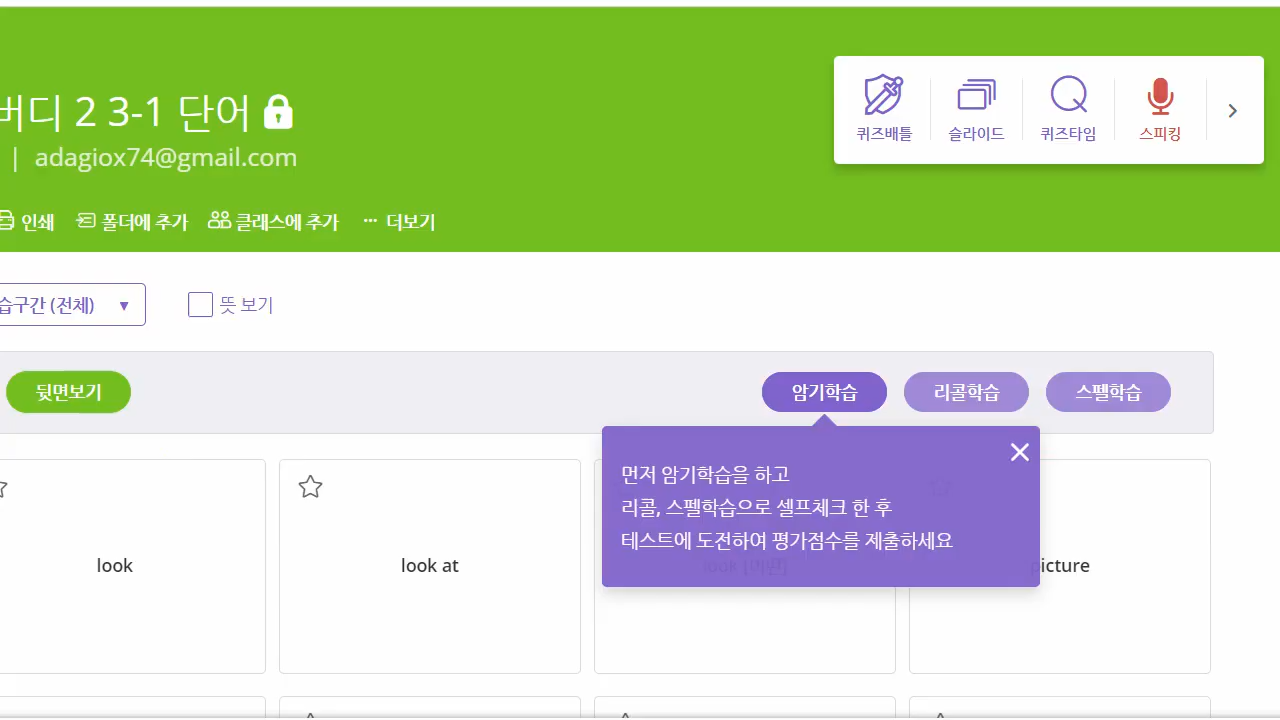 버디 2 3-1 단어
| adagiox74@gmail.com
인쇄 폴더에 추가 클래스에 추가 ··· 더보기
퀴즈배틀 슬라이드 퀴즈타임 스피킹
습구간 (전체) ▼ 뜻 보기
뒷면보기 암기학습 리콜학습 스펠학습
먼저 암기학습을 하고
리콜, 스펠학습으로 셀프체크 한 후
테스트에 도전하여 평가점수를 제출하세요
look look at picture